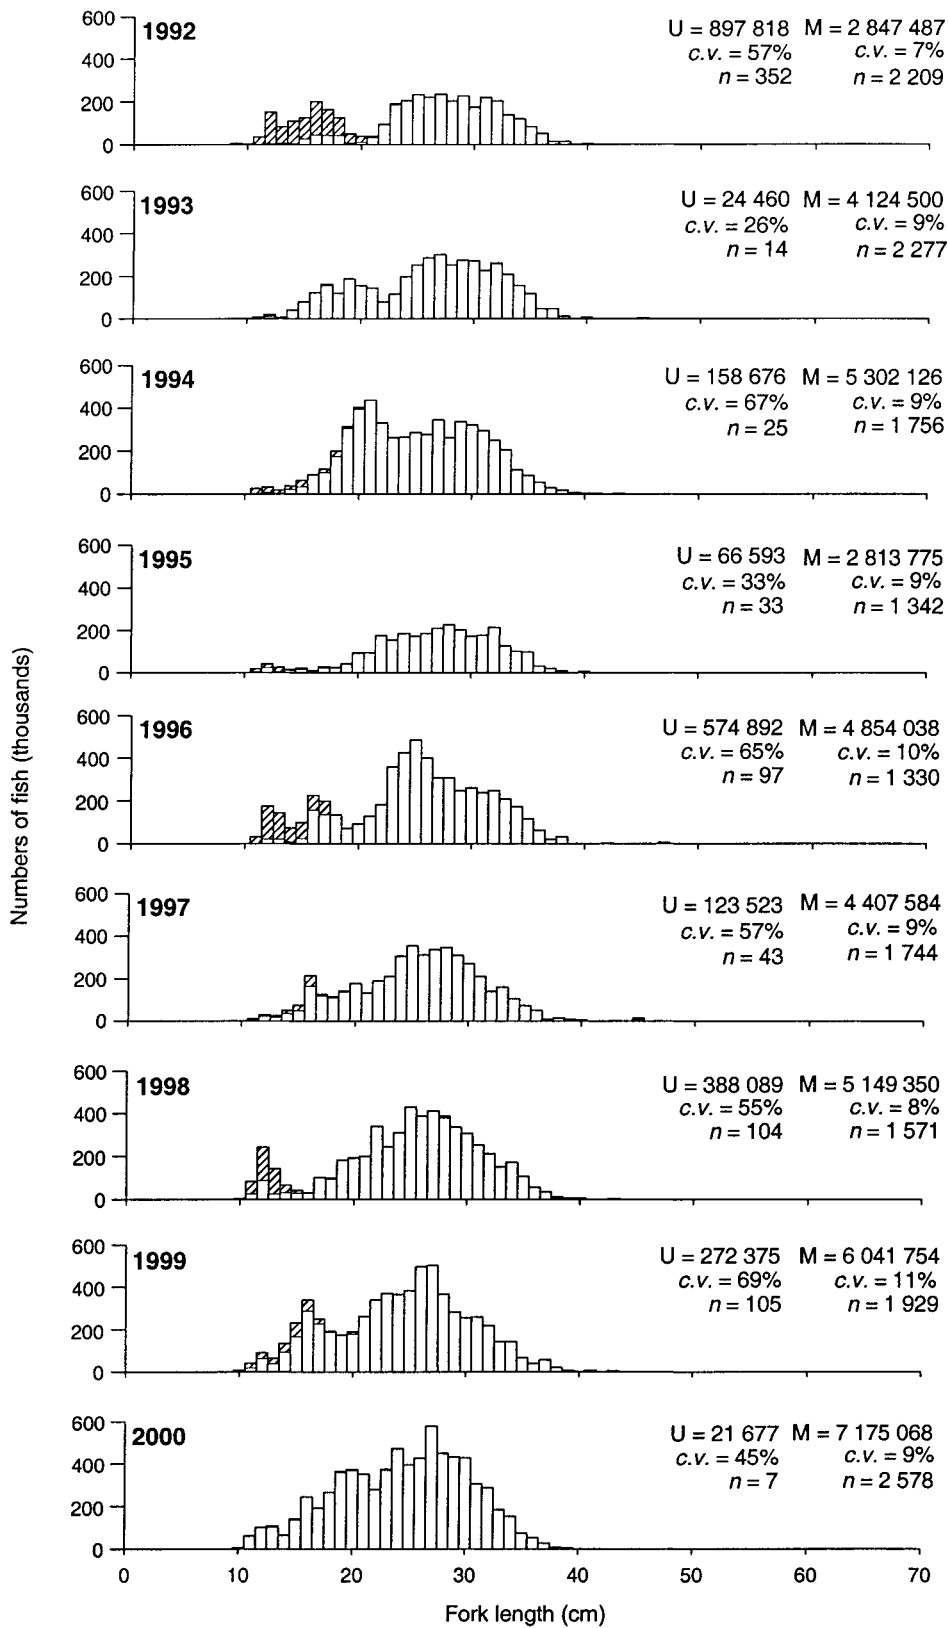 600
400
200
0
1992
U = 897 818 M = 2 847 487
c.v. = 57% c.v. = 7%
n = 352 n = 2 209
600
400
200
0
1993
U = 24 460 M = 4 124 500
c.v. = 26% c.v. = 9%
n = 14 n = 2 277
600
400
200
0
1994
U = 158 676 M = 5 302 126
c.v. = 67% c.v. = 9%
n = 25 n = 1 756
600
400
200
0
1995
U = 66 593 M = 2 813 775
c.v. = 33% c.v. = 9%
n = 33 n = 1 342
Numbers of fish (thousands)
600
400
200
0
1996
U = 574 892 M = 4 854 038
c.v. = 65% c.v. = 10%
n = 97 n = 1 330
600
400
200
0
1997
U = 123 523 M = 4 407 584
c.v. = 57% c.v. = 9%
n = 43 n = 1 744
600
400
200
0
1998
U = 388 089 M = 5 149 350
c.v. = 55% c.v. = 8%
n = 104 n = 1 571
600
400
200
0
1999
U = 272 375 M = 6 041 754
c.v. = 69% c.v. = 11%
n = 105 n = 1 929
600
400
200
0
2000
U = 21 677 M = 7 175 068
c.v. = 45% c.v. = 9%
n = 7 n = 2 578
0 10 20 30 40 50 60 70
Fork length (cm)